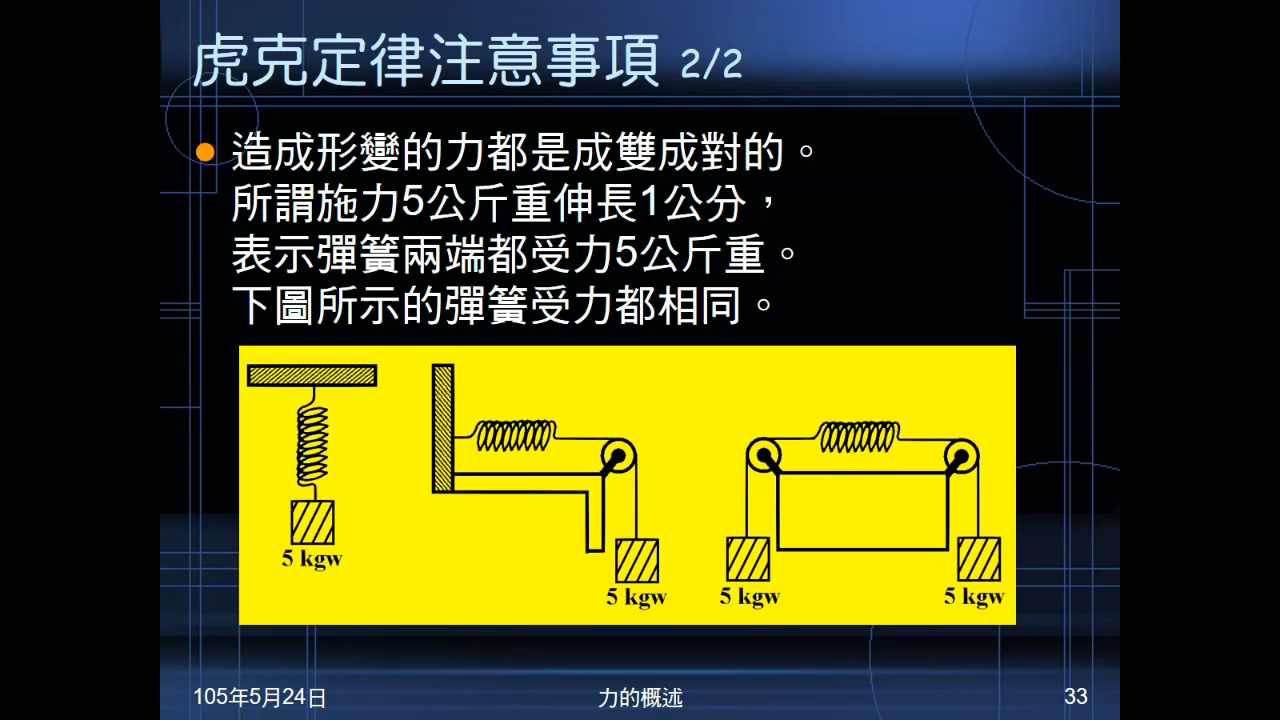 虎克定律注意事項 2/2
造成形變的力都是成雙成對的。
所謂施力5公斤重伸長1公分，
表示彈簧兩端都受力5公斤重。
下圖所示的彈簧受力都相同。
5 kgw
5 kgw
5 kgw
5 kgw
105年5月24日
力的概述
33